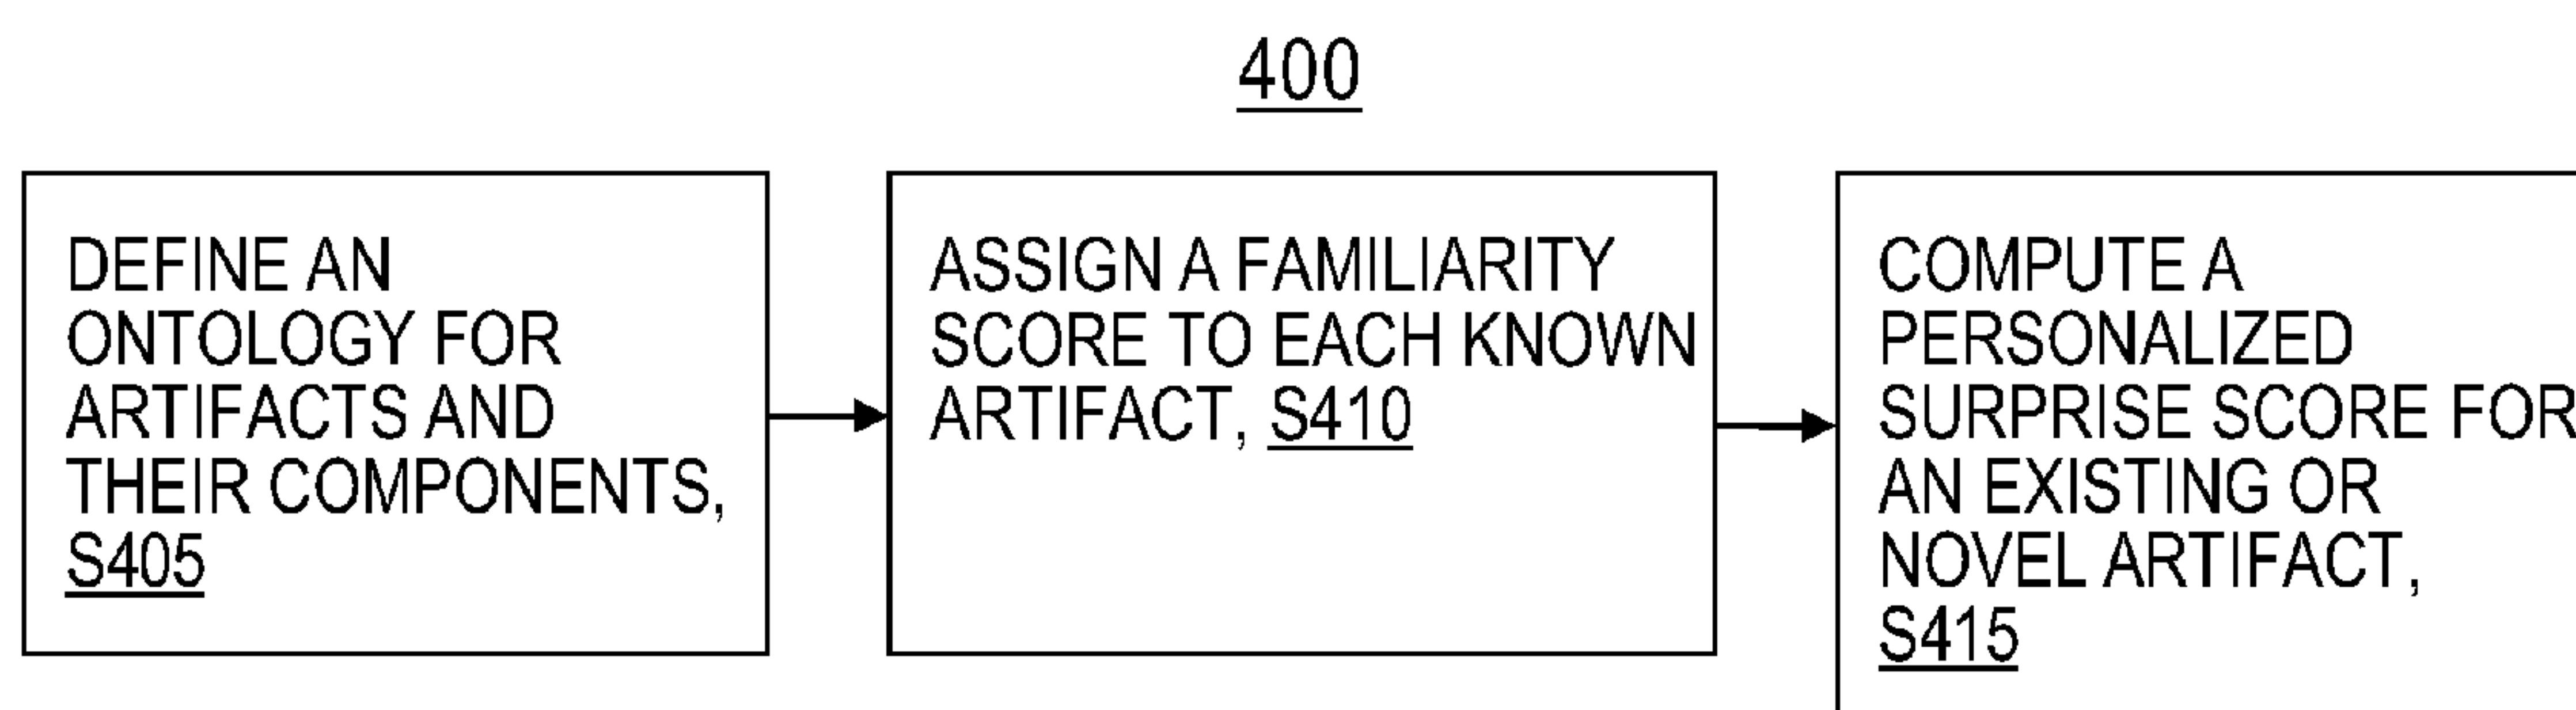 400
DEFINE AN
ONTOLOGY FOR
ARTIFACTS AND
THEIR COMPONENTS,
S405
ASSIGN A FAMILIARITY
SCORE TO EACH KNOWN
ARTIFACT, S410
COMPUTE A
PERSONALIZED
SURPRISE SCORE FOR
AN EXISTING OR
NOVEL ARTIFACT,
S415